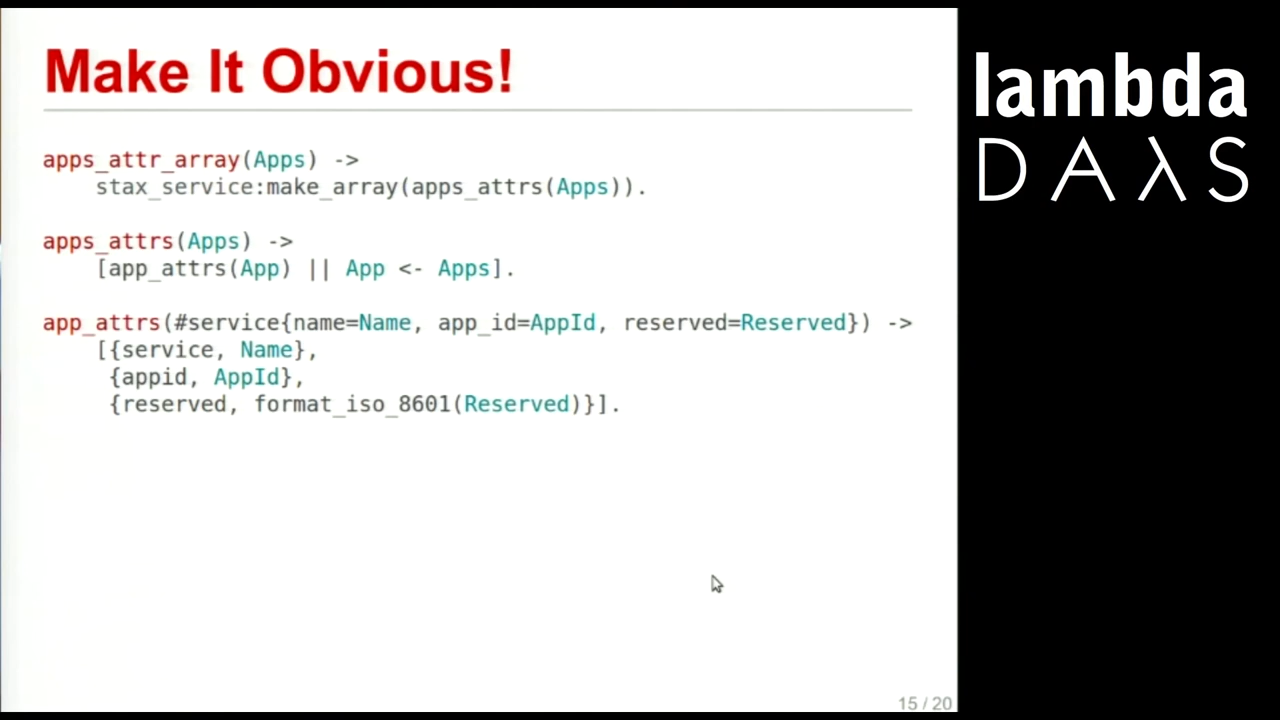 Make It Obvious!
apps_attr_array(Apps) ->
    stax_service:make_array(apps_attrs(Apps)).
apps_attrs(Apps) ->
    [app_attrs(App) || App <- Apps].
app_attrs(#service{name=Name, app_id=AppId, reserved=Reserved}) ->
    [{service, Name},
     {appid, AppId},
     {reserved, format_iso_8601(Reserved)}].
15 / 20
lambda
DAλS